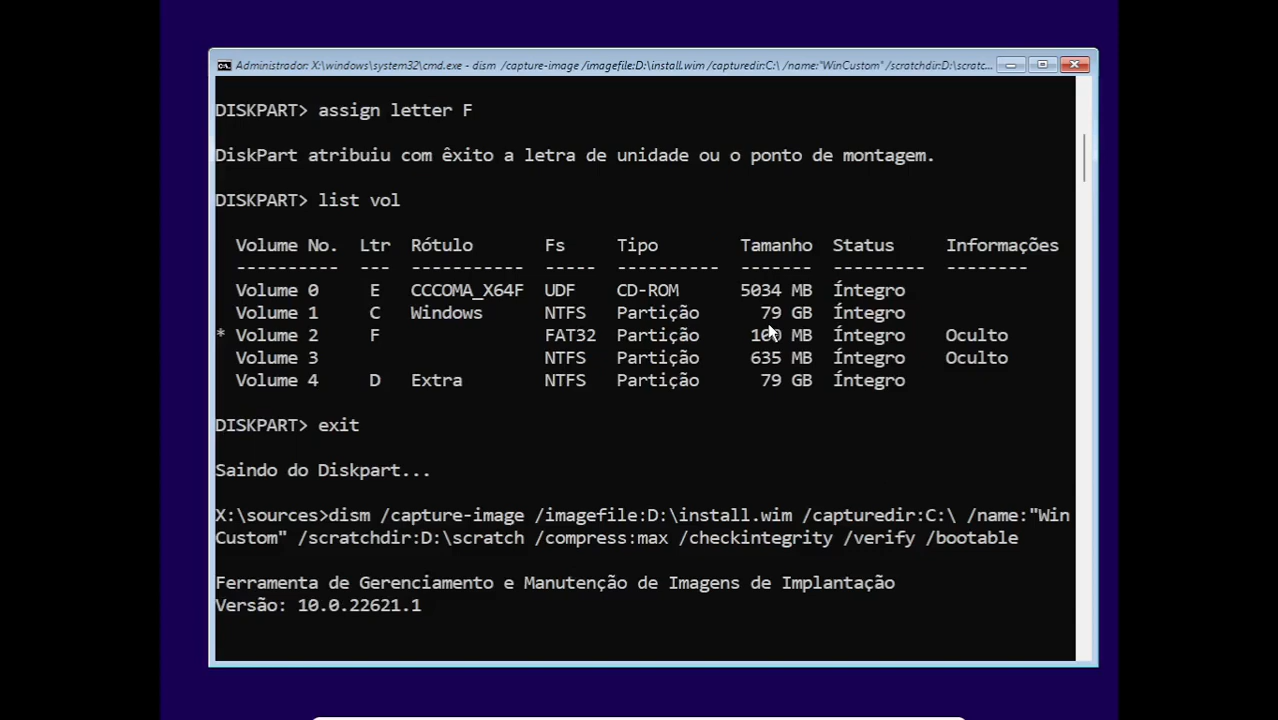 Administrador: X:\windows\system32\cmd.exe - dism /capture-image /imagefile:D:\install.wim /capturedir:C:\ /name:"WinCustom" /scratchdir:D:\scratc...
DISKPART> assign letter F
DiskPart atribuiu com êxito a letra de unidade ou o ponto de montagem.
DISKPART> list vol
Volume No. Ltr Rótulo Fs Tipo Tamanho Status Informações
---------- --- ----------- ----- ---------- ------- --------- --------
Volume 0 E CCCOMA_X64F UDF CD-ROM 5034 MB Íntegro
Volume 1 C Windows NTFS Partição 79 GB Íntegro
* Volume 2 F FAT32 Partição 100 MB Íntegro Oculto
Volume 3 NTFS Partição 635 MB Íntegro Oculto
Volume 4 D Extra NTFS Partição 79 GB Íntegro
DISKPART> exit
Saindo do Diskpart...
X:\sources>dism /capture-image /imagefile:D:\install.wim /capturedir:C:\ /name:"Win
Custom" /scratchdir:D:\scratch /compress:max /checkintegrity /verify /bootable
Ferramenta de Gerenciamento e Manutenção de Imagens de Implantação
Versão: 10.0.22621.1